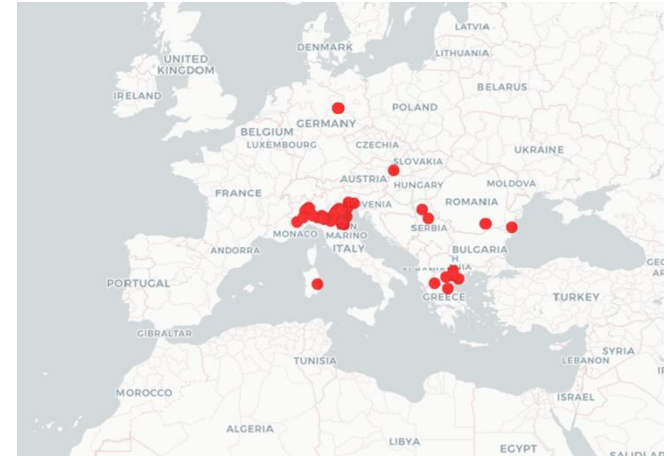 LATVIA
DENMARK
LITHUANIA
UNITED
KINGDOM
BELARUS
IRELAND
POLAND
GERMANY
BELGIUM
LUXEMBOURG
CZECHIA
UKRAINE
SLOVAKIA
AUSTRIA
HUNGARY
MOLDOVA
FRANCE
VENIA
ROMANIA
SERBIA
MONACO
N
MARINO
ANDORRA
ITALY
BULGARIA
H
PORTUGAL
GREECE
TURKEY
GEO
AR
GIBRALTAR
TUNISIA
SYRIA
LEBANON
MOROCCO
ISRAEL
ALGERIA
LIBYA
EGYPT